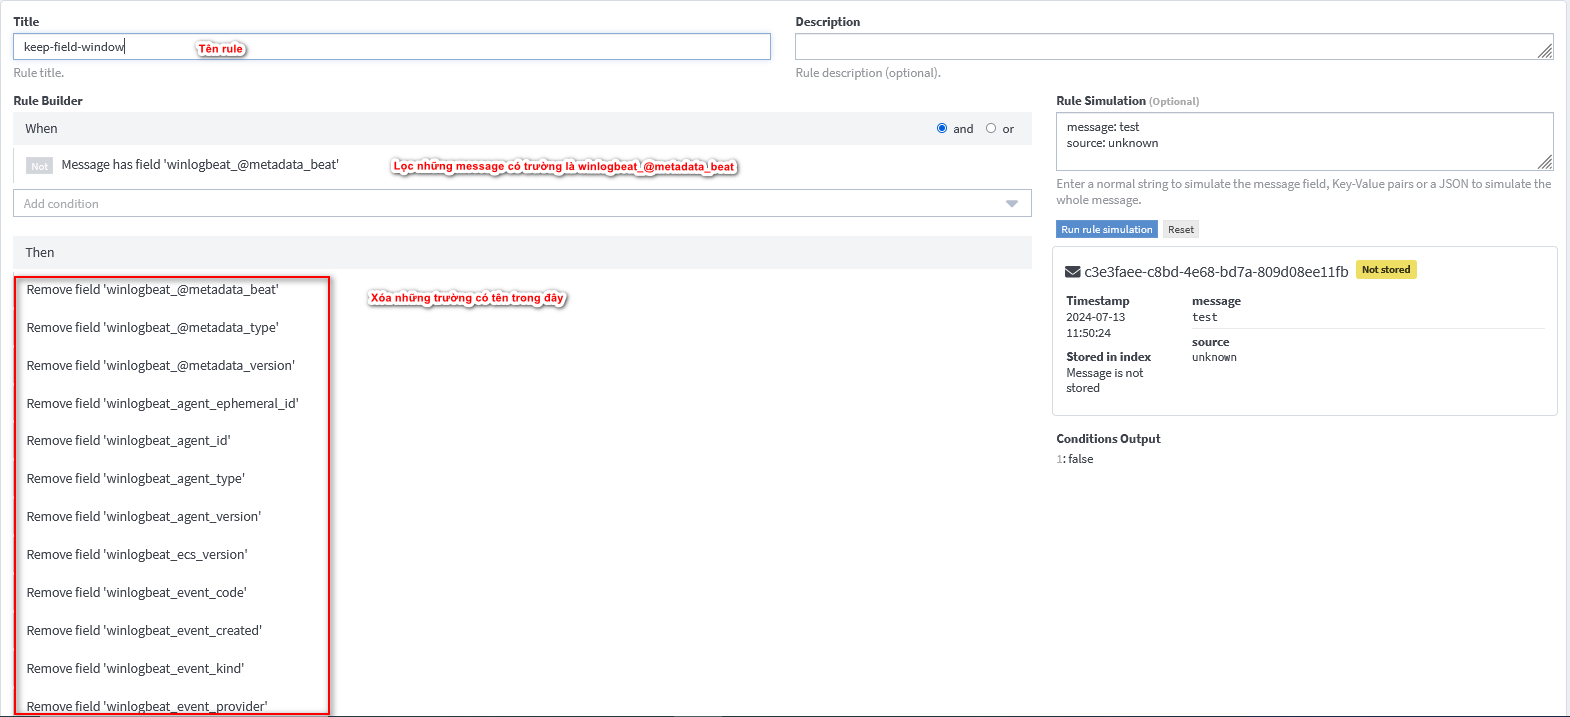 Title
keep-field-window
Tên rule
Rule title.
Description
Rule description (optional).
Rule Builder
When
and
or
Not
Message has field 'winlogbeat_@metadata_beat'
Lọc những message có trường là winlogbeat_@metadata_beat
Add condition
Then
Remove field 'winlogbeat_@metadata_beat'
Xóa những trường có tên trong đây
Remove field 'winlogbeat_@metadata_type'
Remove field 'winlogbeat_@metadata_version'
Remove field 'winlogbeat_agent_ephemeral_id'
Remove field 'winlogbeat_agent_id'
Remove field 'winlogbeat_agent_type'
Remove field 'winlogbeat_agent_version'
Remove field 'winlogbeat_ecs_version'
Remove field 'winlogbeat_event_code'
Remove field 'winlogbeat_event_created'
Remove field 'winlogbeat_event_kind'
Remove field 'winlogbeat_event_provider'
Rule Simulation (Optional)
message: test
source: unknown
Enter a normal string to simulate the message field, Key-Value pairs or a JSON to simulate the
whole message.
Run rule simulation
Reset
c3e3faee-c8bd-4e68-bd7a-809d08ee11fb
Not stored
Timestamp
2024-07-13
11:50:24
Stored in index
Message is not
stored
message
test
source
unknown
Conditions Output
1: false